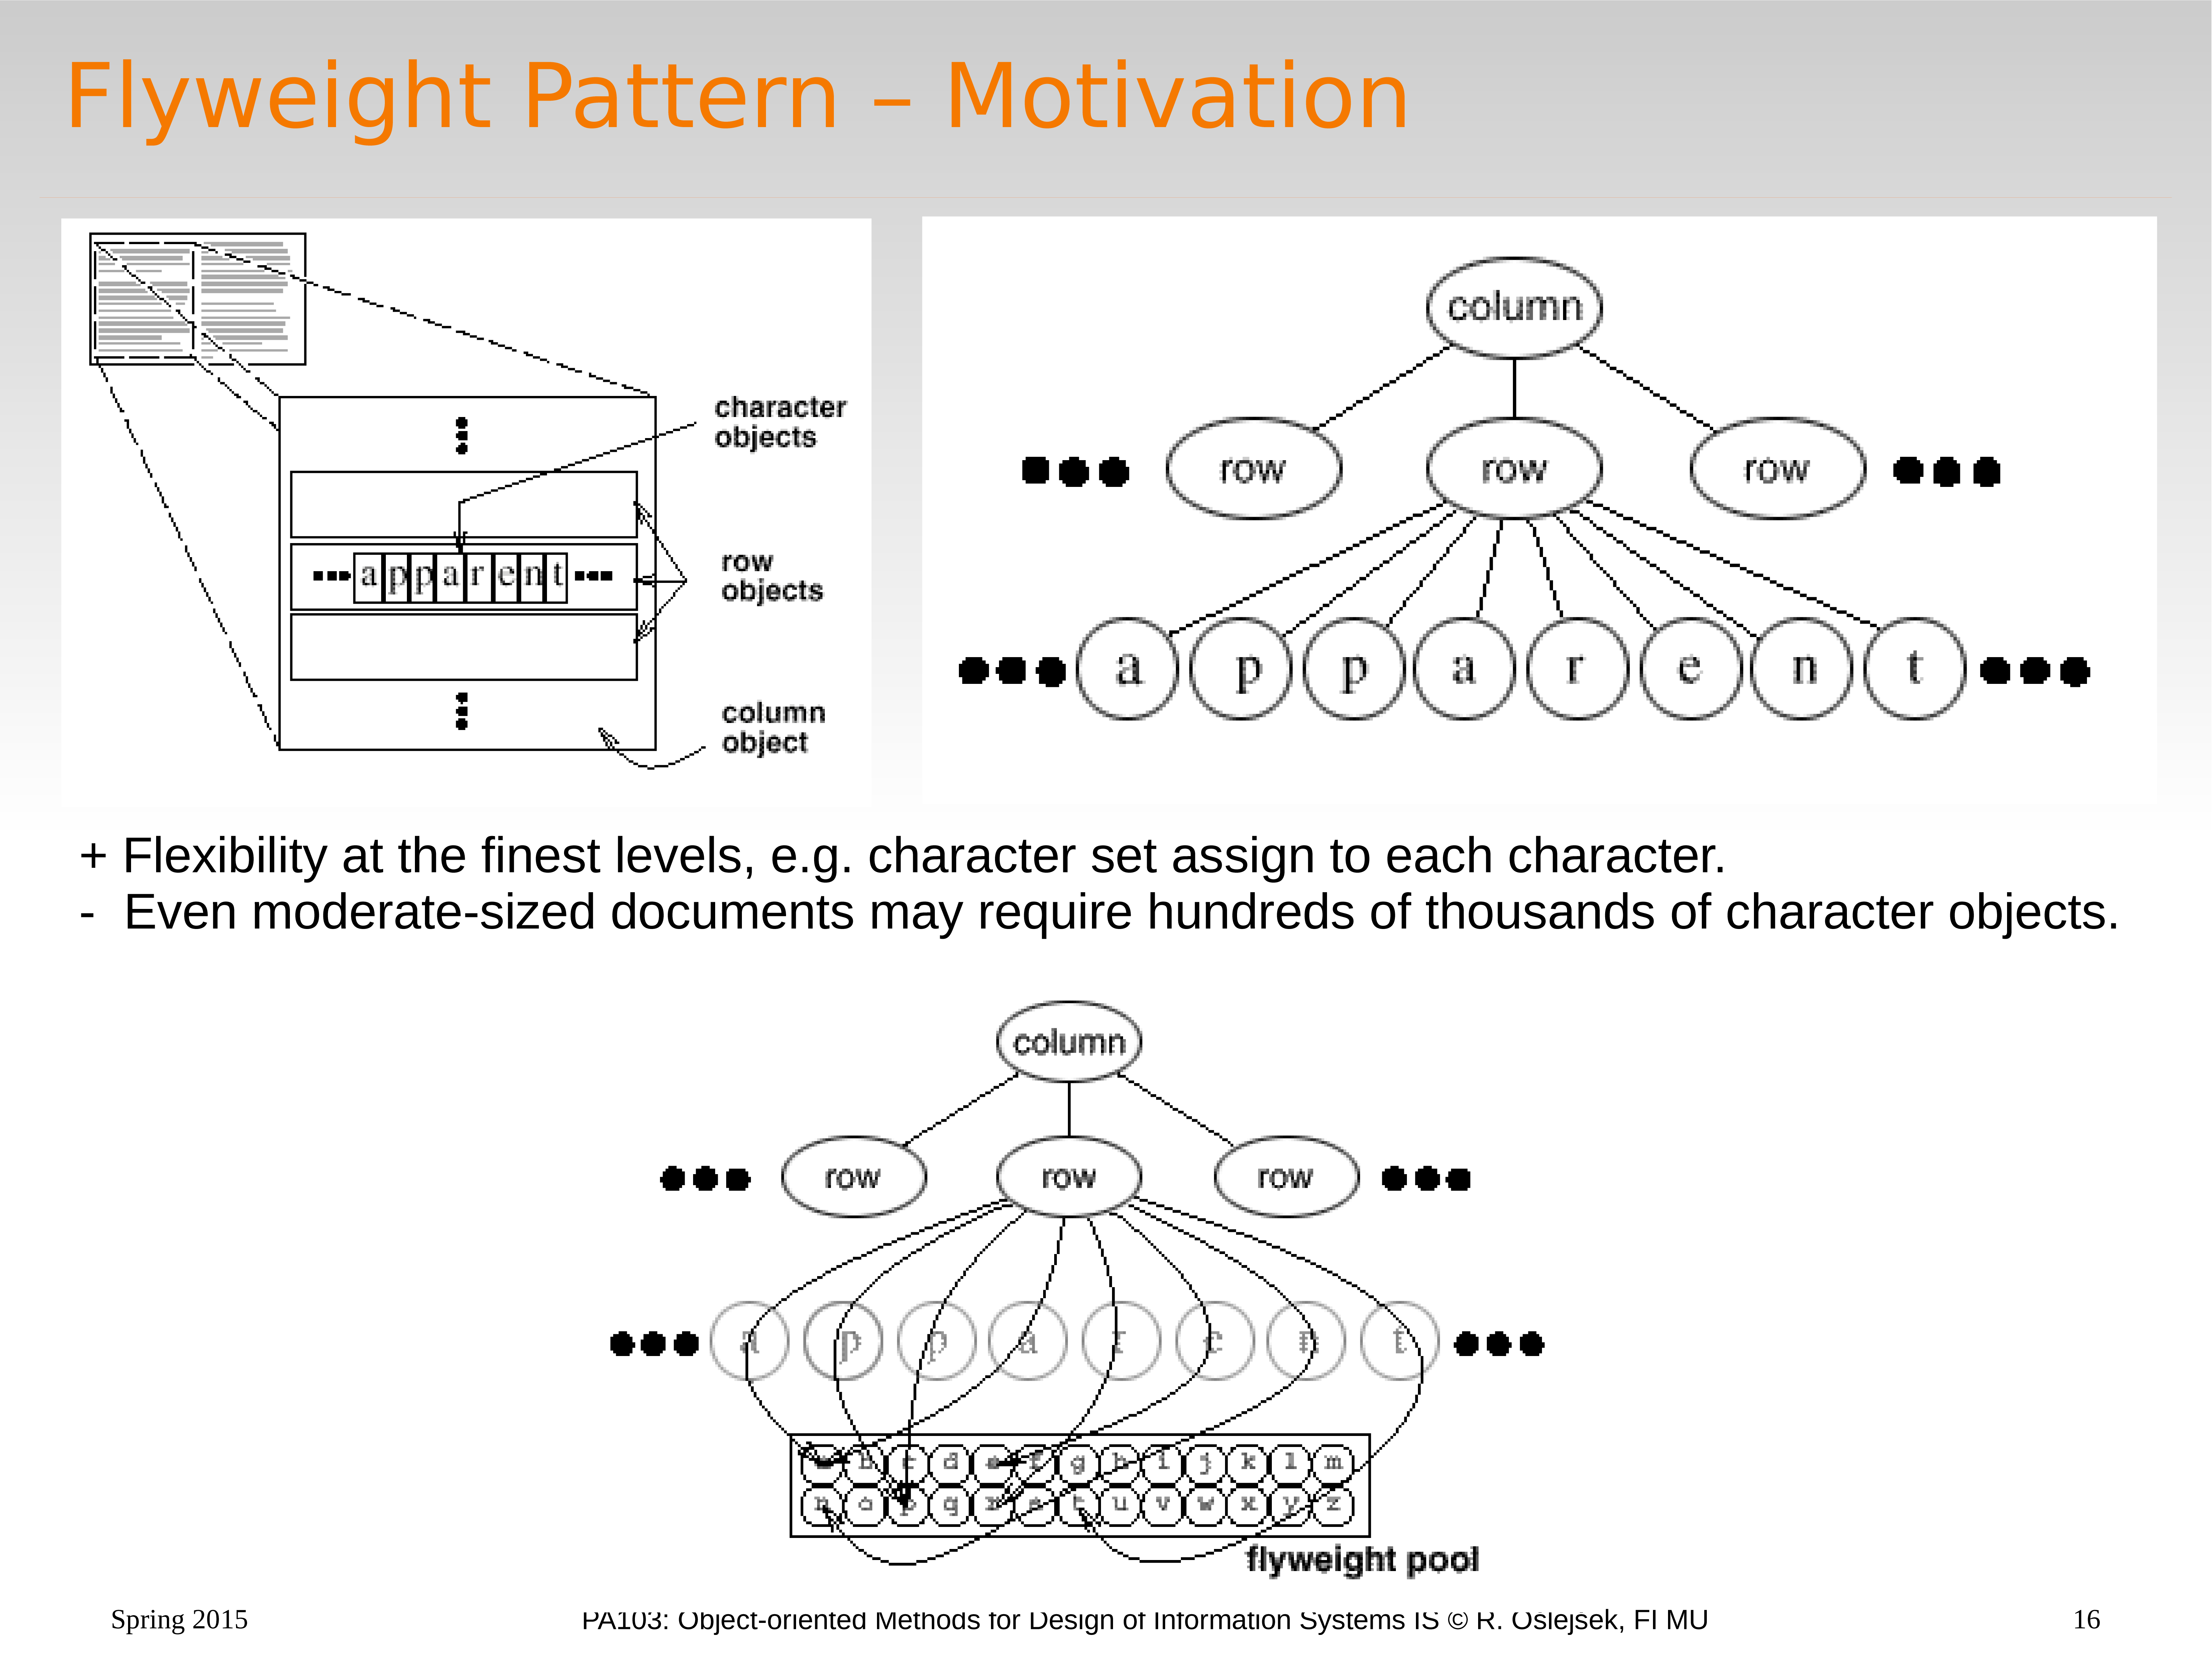 Flyweight Pattern – Motivation
character
objects
a p p a r e n t
row
objects
column
object
column
row row row
a p p a r e n t
+ Flexibility at the finest levels, e.g. character set assign to each character.
- Even moderate-sized documents may require hundreds of thousands of character objects.
column
row row row
a p p a r e n t
a b c d e f g h i j k l m
n o p q r s t u v w x y z
flyweight pool
Spring 2015
PA103: Object-oriented Methods for Design of Information Systems IS © R. Oslejsek, FI MU
16